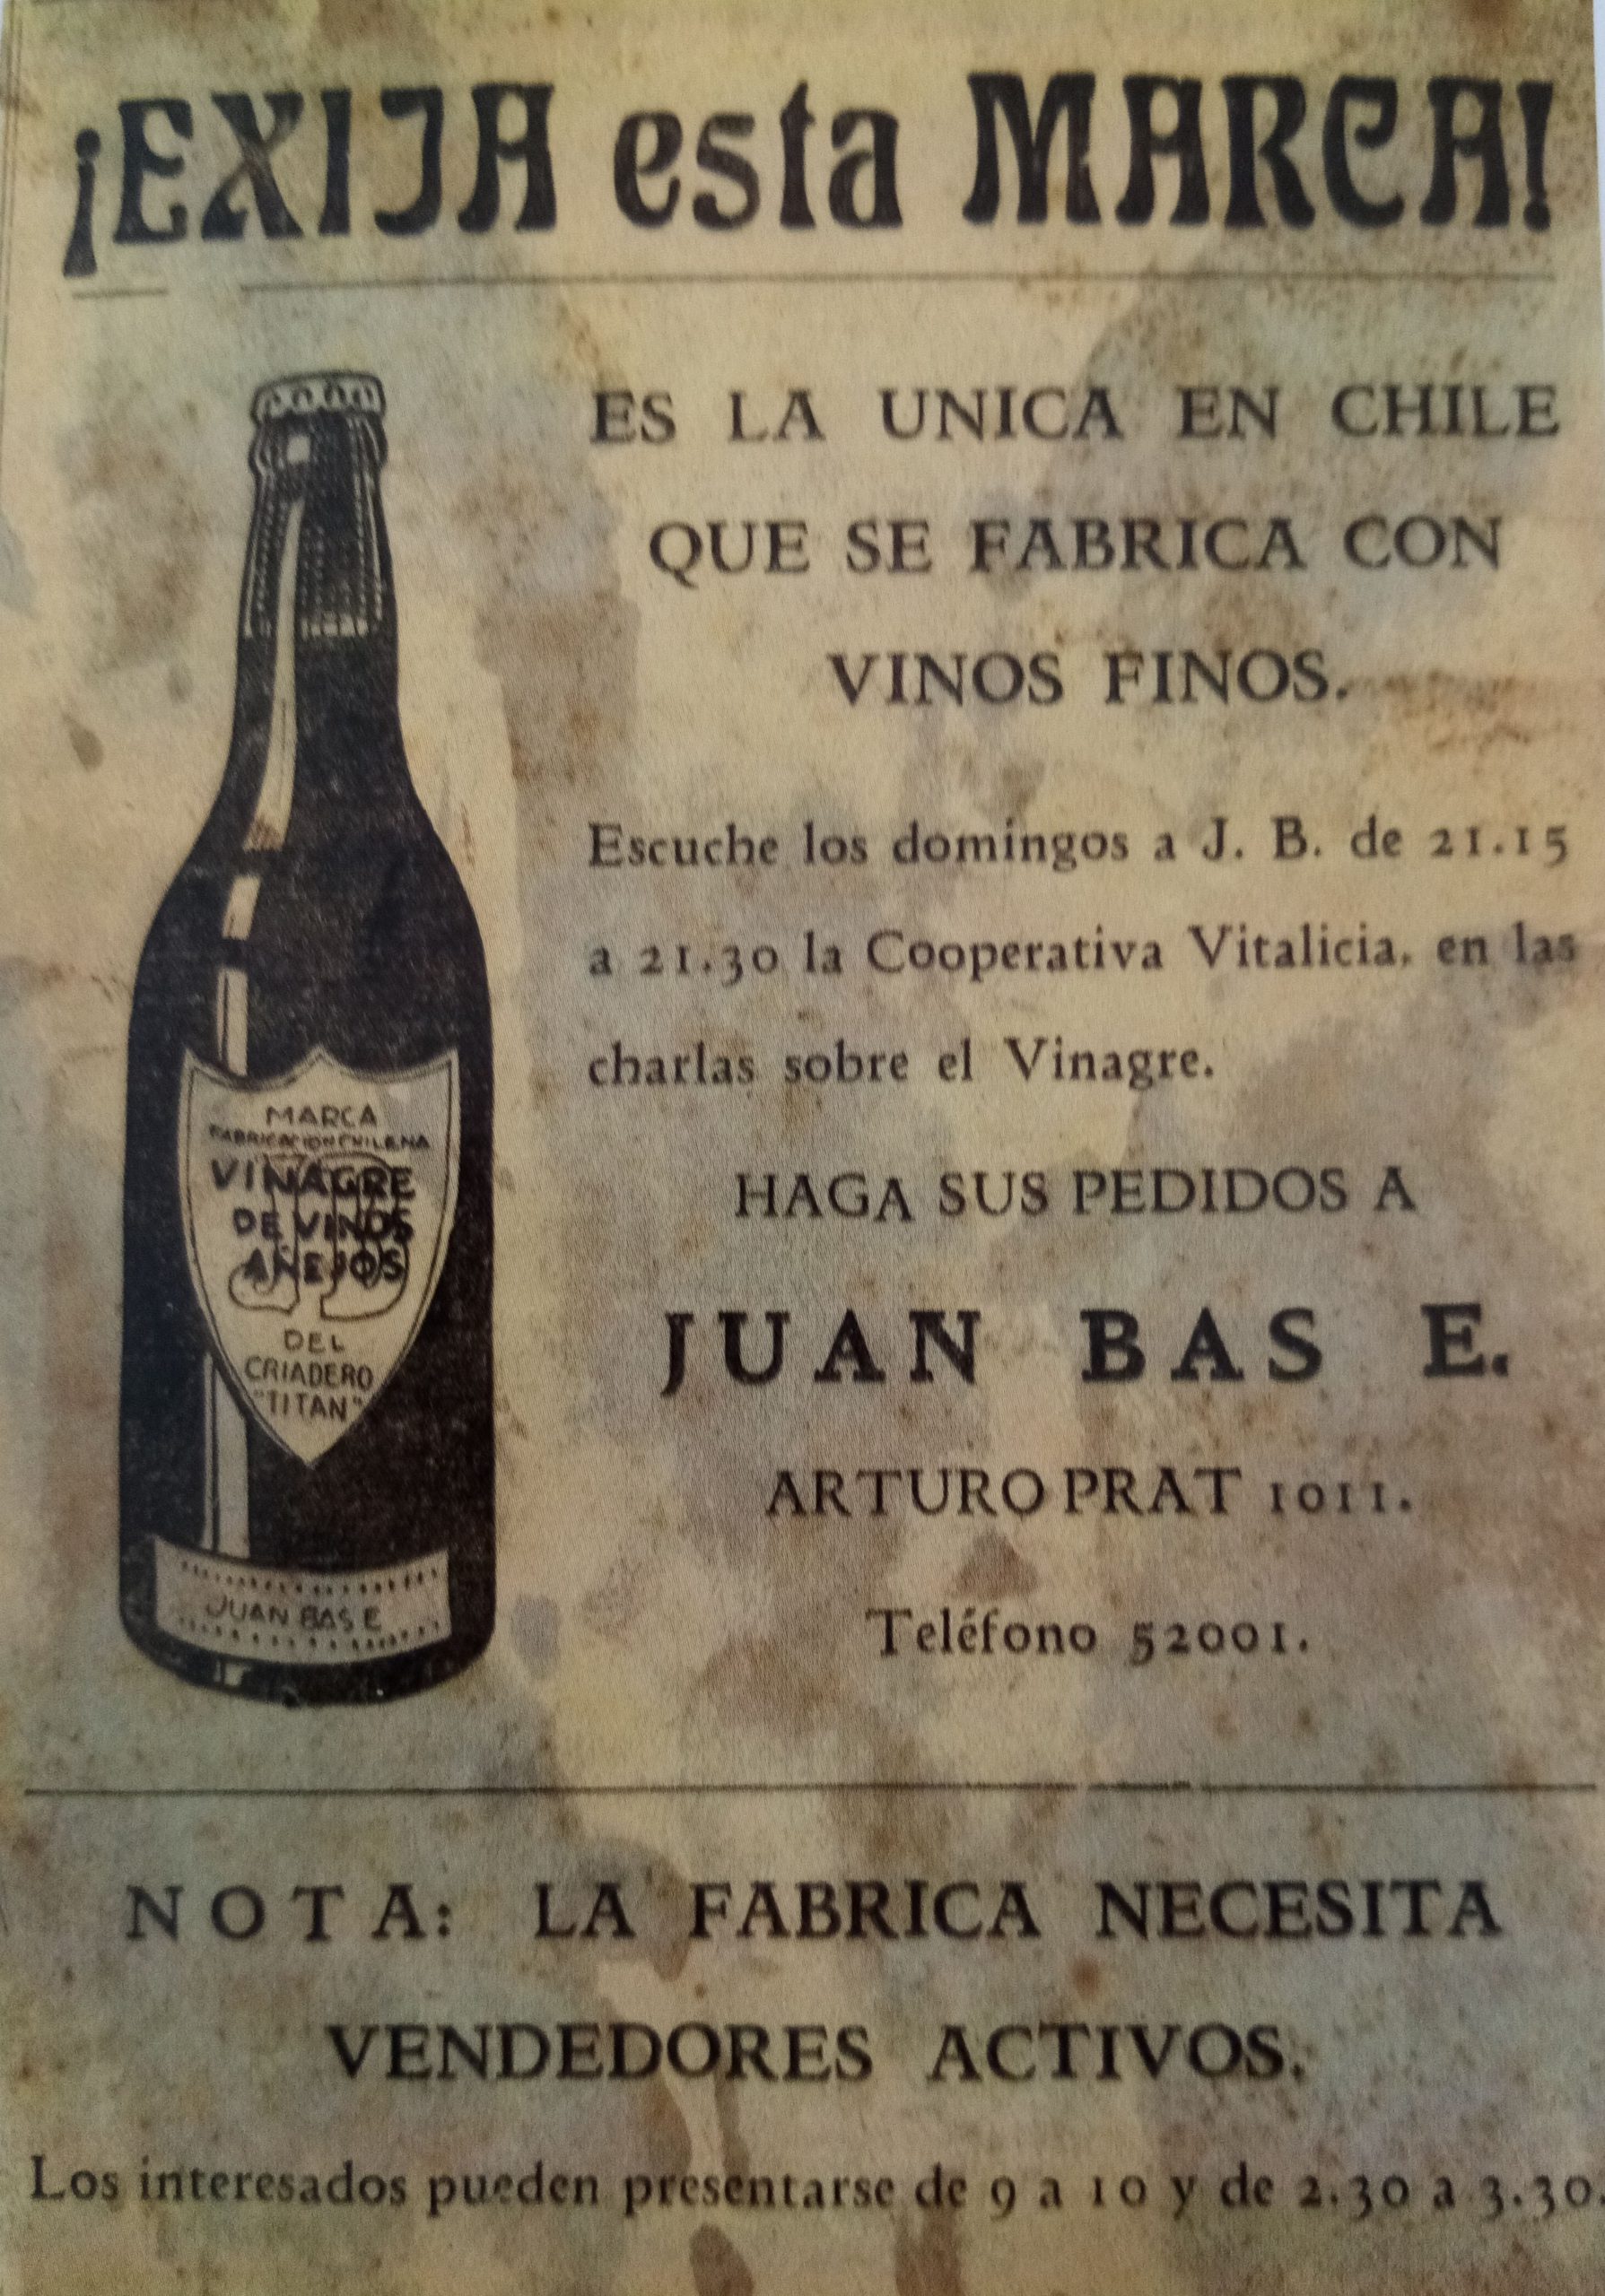 ¡EXIJA esta MARCA!
ES LA UNICA EN CHILE
QUE SE FABRICA CON
VINOS FINOS.
Escuche los domingos a J. B. de 21.15
a 21.30 la Cooperativa Vitalicia, en las
charlas sobre el Vinagre.
HAGA SUS PEDIDOS A
JUAN BAS E.
ARTURO PRAT 1011.
Teléfono 52001.
MARCA
FABRICACION CHILENA
VINAGRE
DE VINOS
AÑEJOS
JB
DEL
CRIADERO
"TITAN"
JUAN BAS E
NOTA: LA FABRICA NECESITA
VENDEDORES ACTIVOS.
Los interesados pueden presentarse de 9 a 10 y de 2.30 a 3.30.